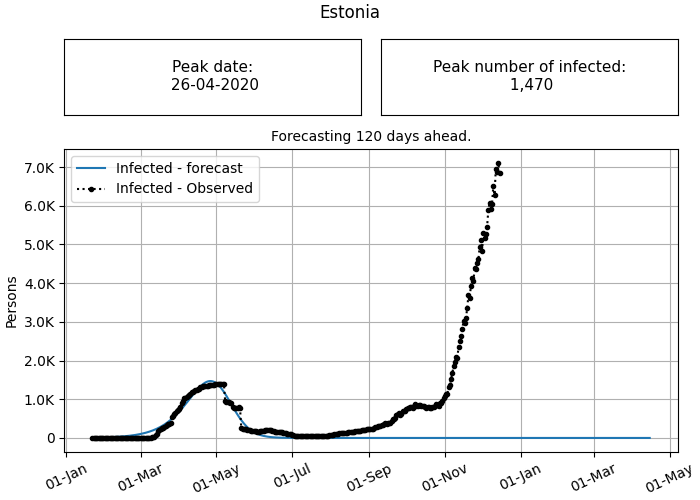 Estonia
Peak date:
26-04-2020
Peak number of infected:
1,470
Forecasting 120 days ahead.
Infected - forecast
Infected - Observed
Persons
7.0K
6.0K
5.0K
4.0K
3.0K
2.0K
1.0K
0
01-Jan
01-Mar
01-May
01-Jul
01-Sep
01-Nov
01-Jan
01-Mar
01-May